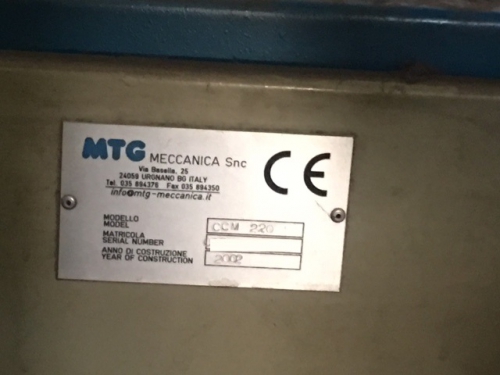 MTG MECCANICA Snc CE
Via Basella, 25
24059 URGNANO BG ITALY
Tel. 035 894379 Fax 035 894350
info@mtg-meccanica.it
MODELLO
MODEL CCM 220
MATRICOLA
SERIAL NUMBER
ANNO DI COSTRUZIONE
YEAR OF CONSTRUCTION 2002